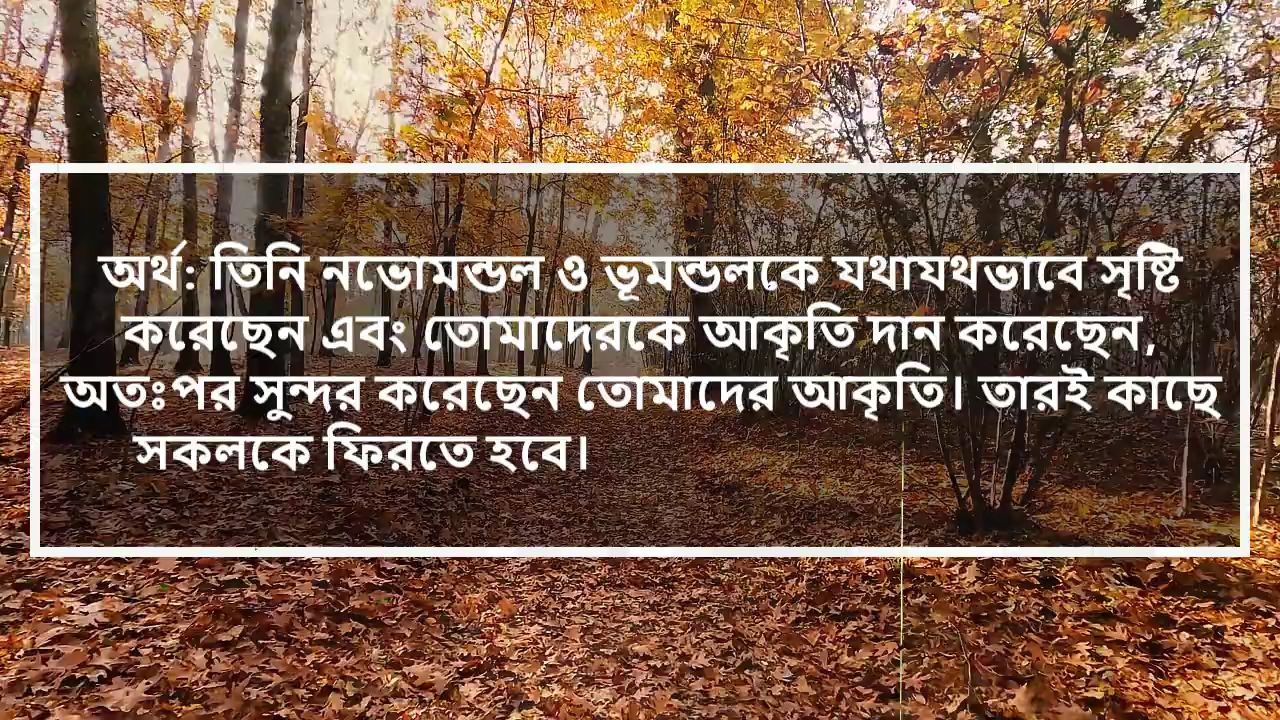 অর্থ: তিনি নভোমন্ডল ও ভূমন্ডলকে যথাযথভাবে সৃষ্টি
করেছেন এবং তোমাদেরকে আকৃতি দান করেছেন,
অতঃপর সুন্দর করেছেন তোমাদের আকৃতি। তারই কাছে
সকলকে ফিরতে হবে।